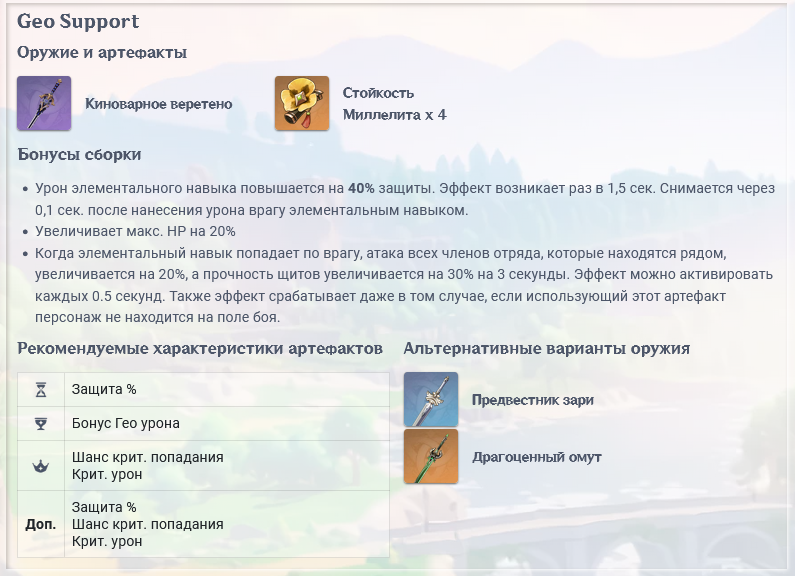 Geo Support
Оружие и артефакты
Киноварное веретено
Стойкость
Миллелита x 4
Бонусы сборки
Урон элементального навыка повышается на 40% защиты. Эффект возникает раз в 1,5 сек. Снимается через
0,1 сек. после нанесения урона врагу элементальным навыком.
Увеличивает макс. HP на 20%
Когда элементальный навык попадает по врагу, атака всех членов отряда, которые находятся рядом,
увеличивается на 20%, а прочность щитов увеличивается на 30% на 3 секунды. Эффект можно активировать
каждых 0.5 секунд. Также эффект срабатывает даже в том случае, если использующий этот артефакт
персонаж не находится на поле боя.
Рекомендуемые характеристики артефактов
Защита %
Бонус Гео урона
Шанс крит. попадания
Крит. урон
Доп.
Защита %
Шанс крит. попадания
Крит. урон
Альтернативные варианты оружия
Предвестник зари
Драгоценный омут